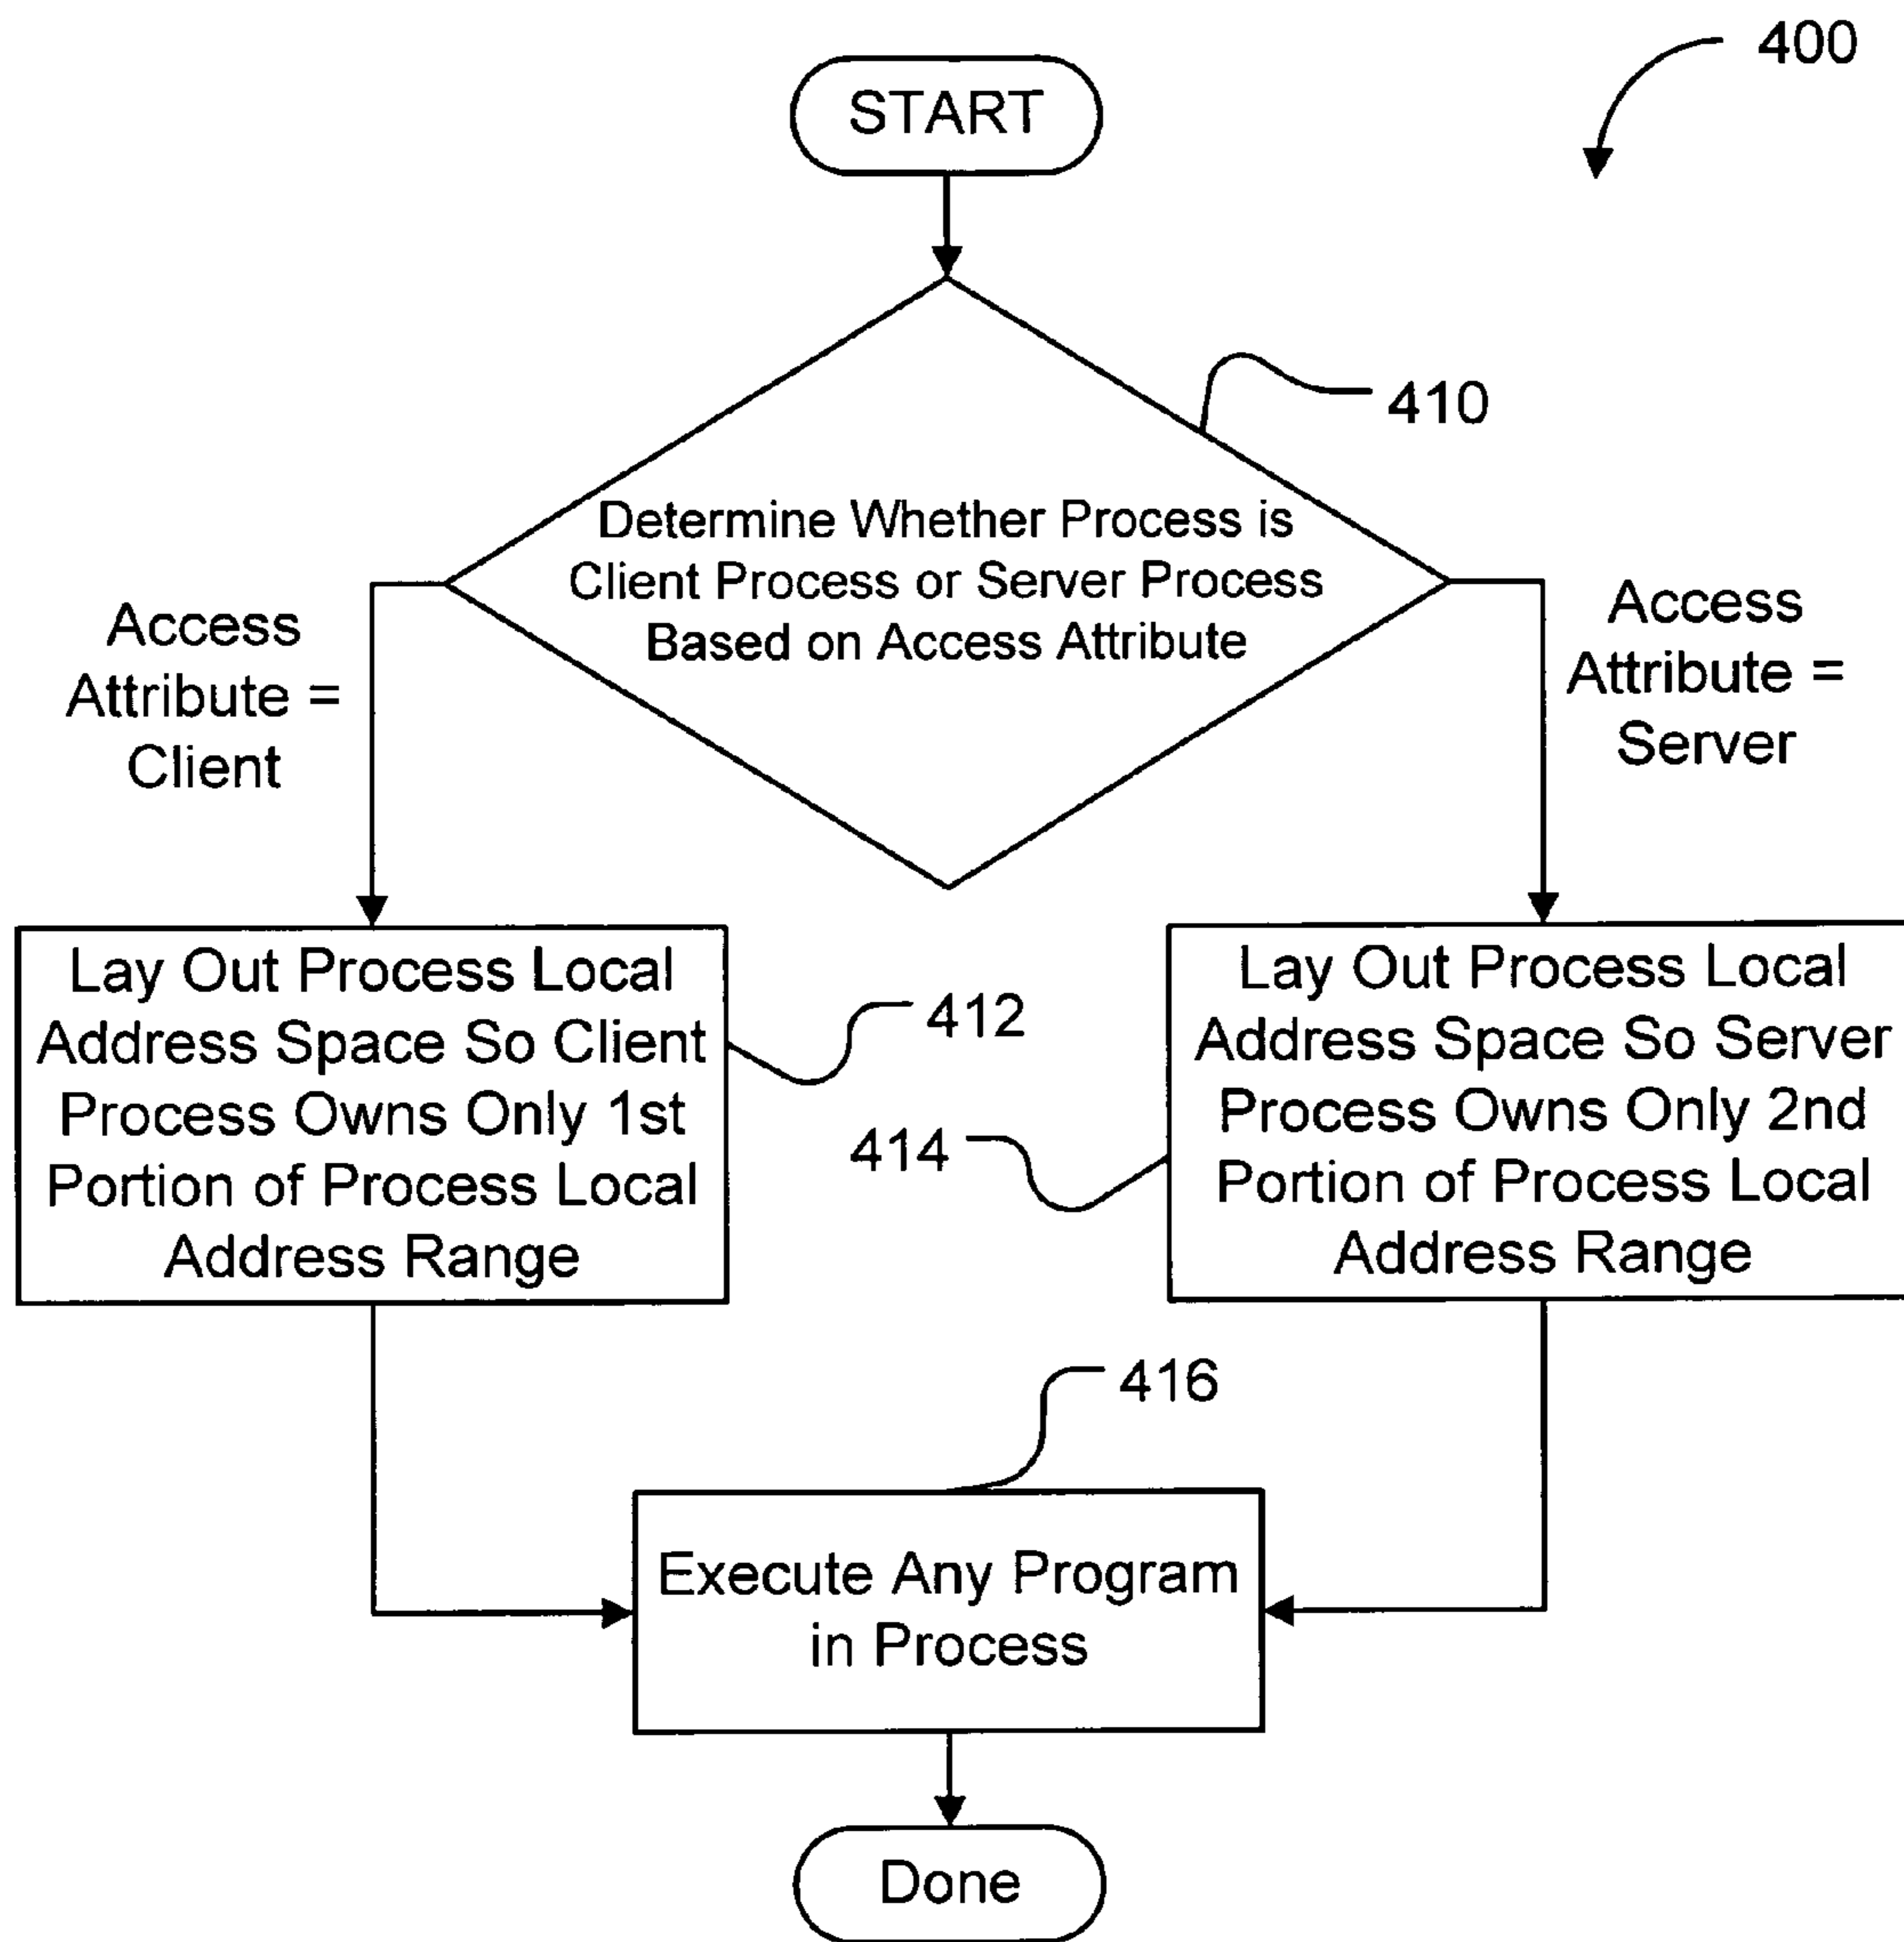 400
START
410
Determine Whether Process is
Client Process or Server Process
Based on Access Attribute
Access
Attribute =
Client
Access
Attribute =
Server
Lay Out Process Local
Address Space So Client
Process Owns Only 1st
Portion of Process Local
Address Range
412
Lay Out Process Local
Address Space So Server
Process Owns Only 2nd
Portion of Process Local
Address Range
414
416
Execute Any Program
in Process
Done